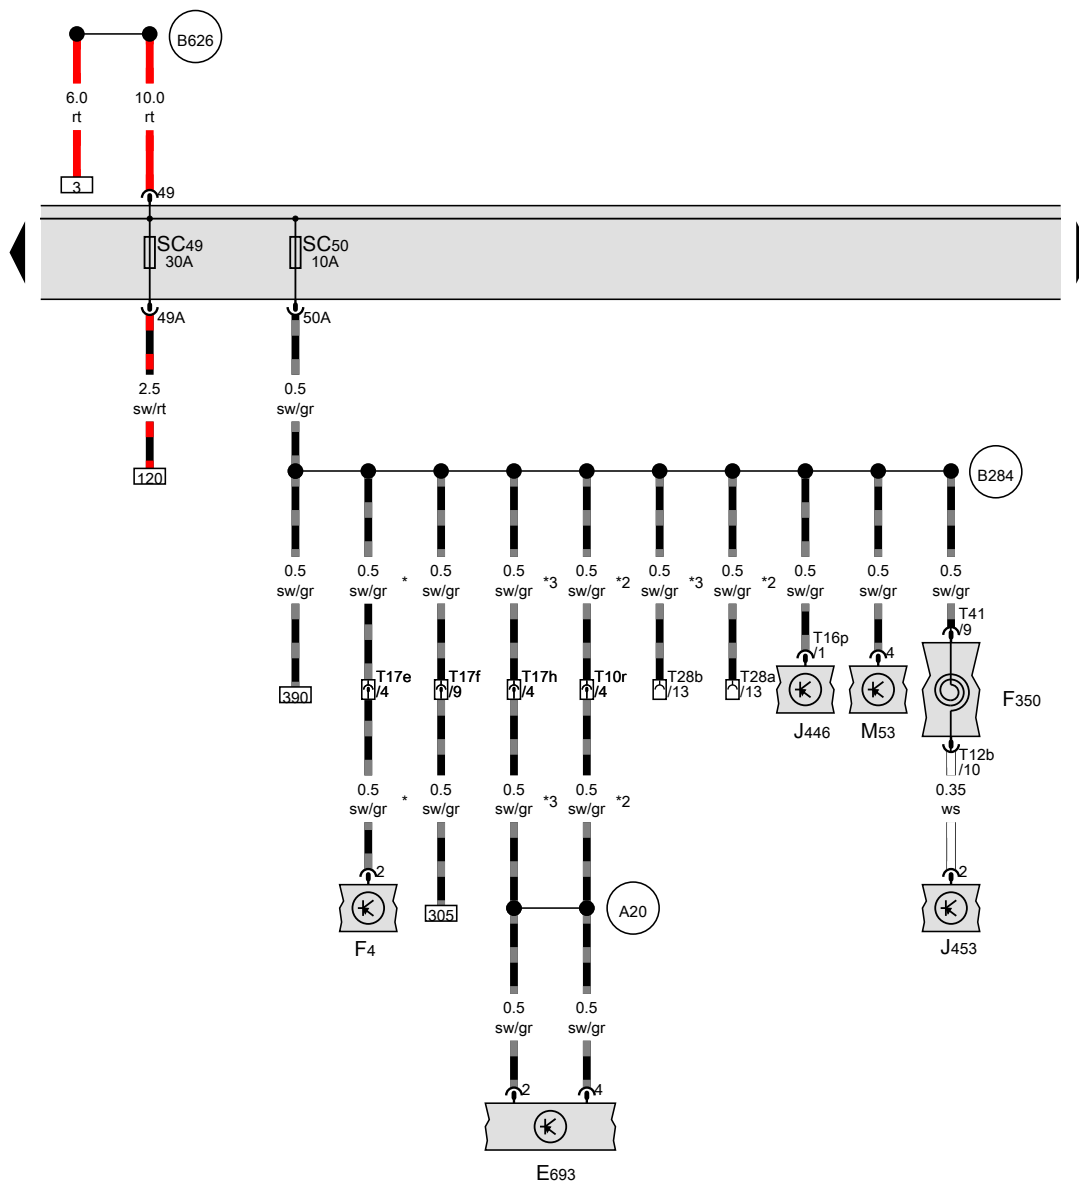 B626
6.0
rt
10.0
rt
3
49
SC49
30A
SC50
10A
49A
50A
2.5
sw/rt
0.5
sw/gr
120
B284
0.5
sw/gr
0.5
sw/gr
*
0.5
sw/gr
0.5
sw/gr
*3
0.5
sw/gr
*2
0.5
sw/gr
*3
0.5
sw/gr
*2
0.5
sw/gr
0.5
sw/gr
0.5
sw/gr
T41
/9
T16p
/1
4
390
T17e
/4
T17f
/9
T17h
/4
T10r
/4
T28b
/13
T28a
/13
J446
M53
F350
T12b
/10
0.5
sw/gr
*
0.5
sw/gr
0.5
sw/gr
*3
0.5
sw/gr
*2
0.35
ws
2
2
305
A20
F4
J453
0.5
sw/gr
0.5
sw/gr
2
4
E693